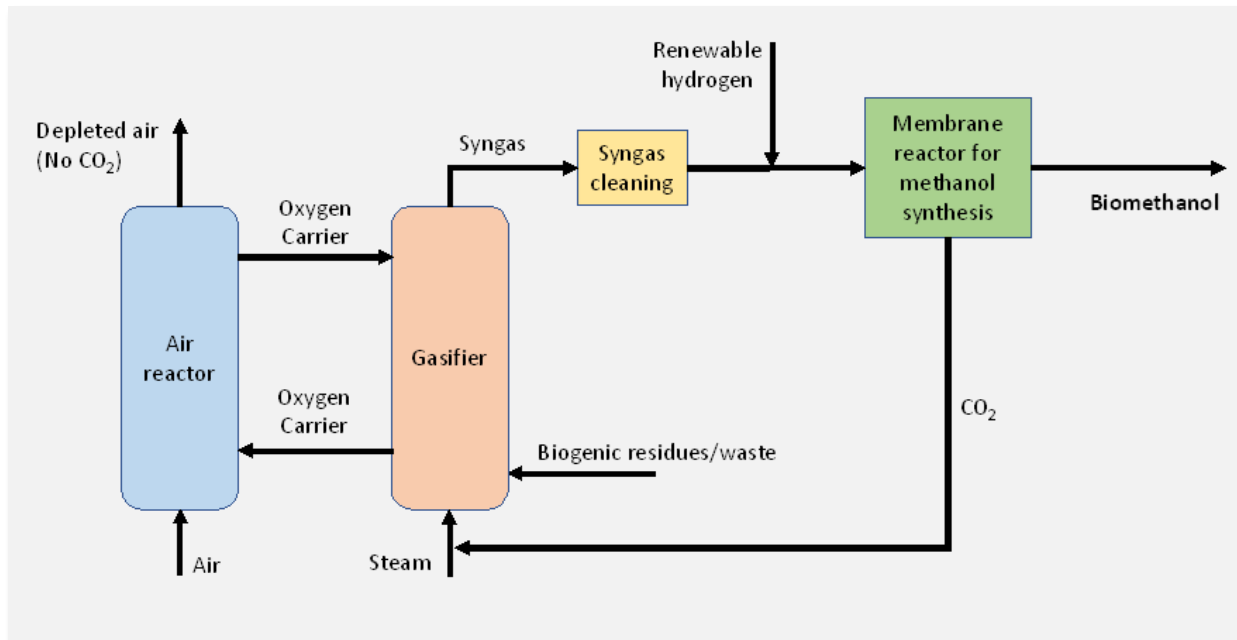 Renewable
hydrogen
Depleted air
(No CO₂)
Syngas
Syngas
cleaning
Membrane
reactor for
methanol
synthesis
Biomethanol
Oxygen
Carrier
Air
reactor
Gasifier
Oxygen
Carrier
CO₂
Biogenic residues/waste
Air
Steam